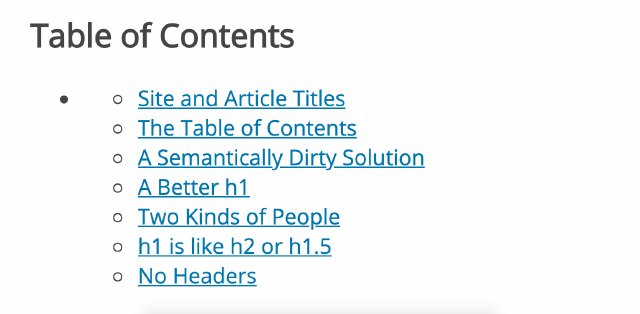 Table of Contents
Site and Article Titles
The Table of Contents
A Semantically Dirty Solution
A Better h1
Two Kinds of People
h1 is like h2 or h1.5
No Headers